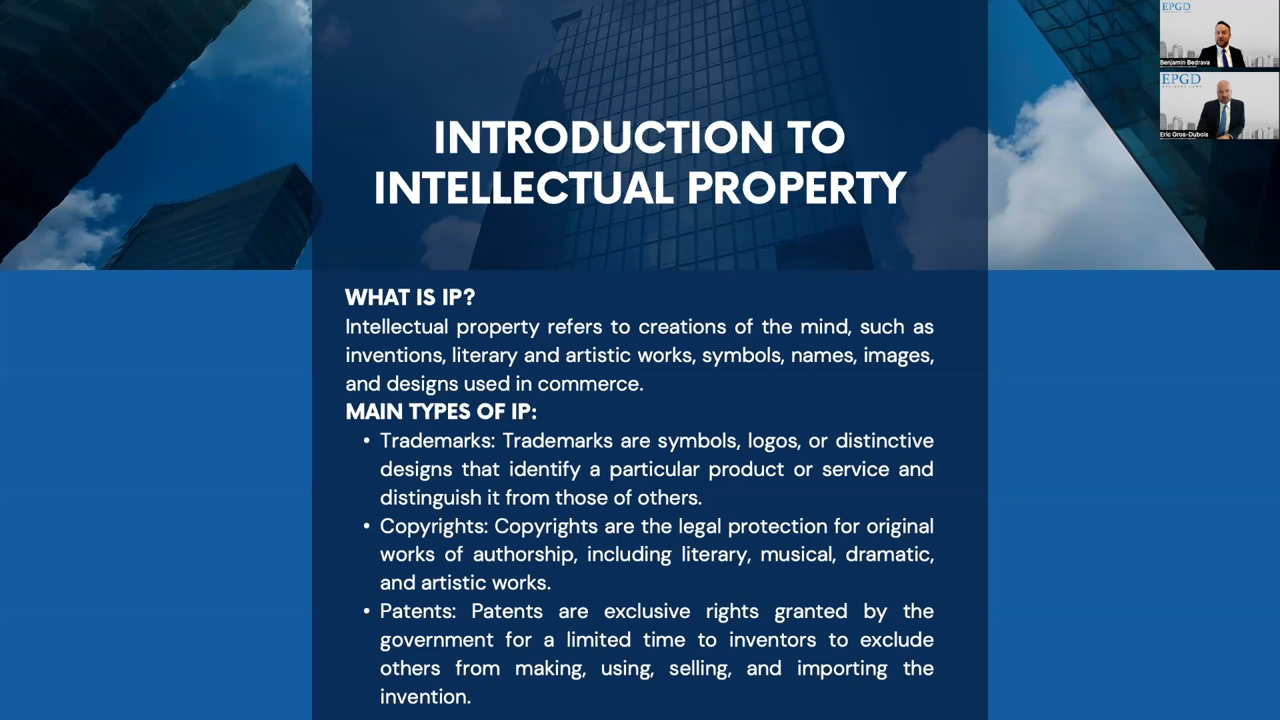 INTRODUCTION TO
INTELLECTUAL PROPERTY
WHAT IS IP?
Intellectual property refers to creations of the mind, such as
inventions, literary and artistic works, symbols, names, images,
and designs used in commerce.
MAIN TYPES OF IP:
• Trademarks: Trademarks are symbols, logos, or distinctive
designs that identify a particular product or service and
distinguish it from those of others.
• Copyrights: Copyrights are the legal protection for original
works of authorship, including literary, musical, dramatic,
and artistic works.
• Patents: Patents are exclusive rights granted by the
government for a limited time to inventors to exclude
others from making, using, selling, and importing the
invention.
EPGD
Benjamin Bedrava
EPGD
BUSINESS LAW
Eric Gros-Dubois